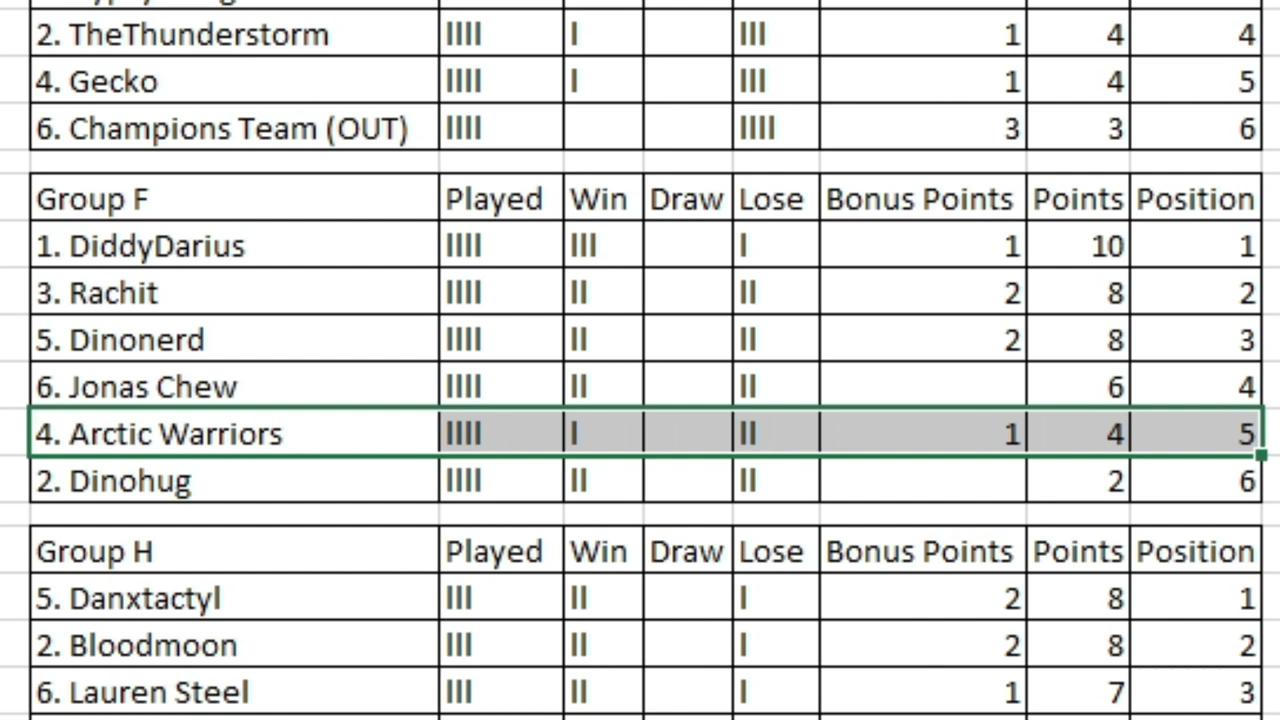 2. TheThunderstorm IIII I III 1 4 4
4. Gecko IIII I III 1 4 5
6. Champions Team (OUT) IIII IIII 3 3 6
Group F Played Win Draw Lose Bonus Points Points Position
1. DiddyDarius IIII III I 1 10 1
3. Rachit IIII II II 2 8 2
5. Dinonerd IIII II II 2 8 3
6. Jonas Chew IIII II II 6 4
4. Arctic Warriors IIII I II 1 4 5
2. Dinohug IIII II II 2 6
Group H Played Win Draw Lose Bonus Points Points Position
5. Danxtactyl III II I 2 8 1
2. Bloodmoon III II I 2 8 2
6. Lauren Steel III II I 1 7 3